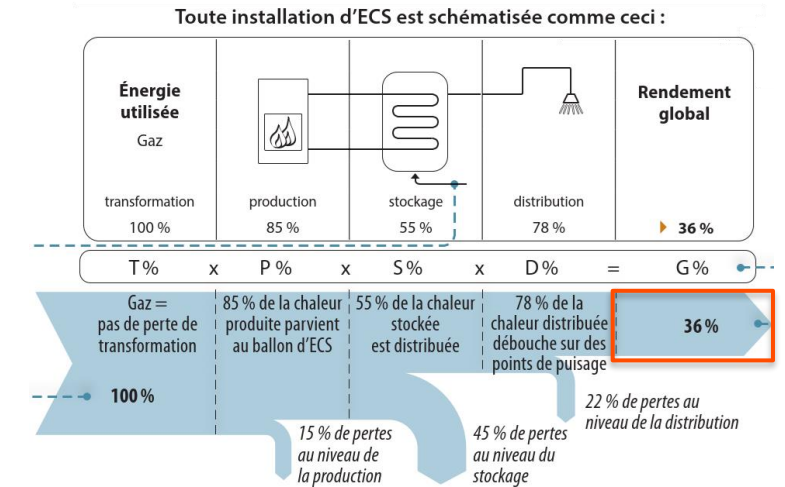 Toute installation d'ECS est schématisée comme ceci :
Énergie
utilisée
Gaz
transformation
100 %
production
85 %
stockage
55 %
distribution
78 %
Rendement
global
36 %
T % x P % x S % x D % = G %
Gaz =
pas de perte de
transformation
100 %
85 % de la chaleur
produite parvient
au ballon d'ECS
55 % de la chaleur
stockée
est distribuée
78 % de la
chaleur distribuée
débouche sur des
points de puisage
36 %
15 % de pertes
au niveau de
la production
45 % de pertes
au niveau du
stockage
22 % de pertes au
niveau de la distribution